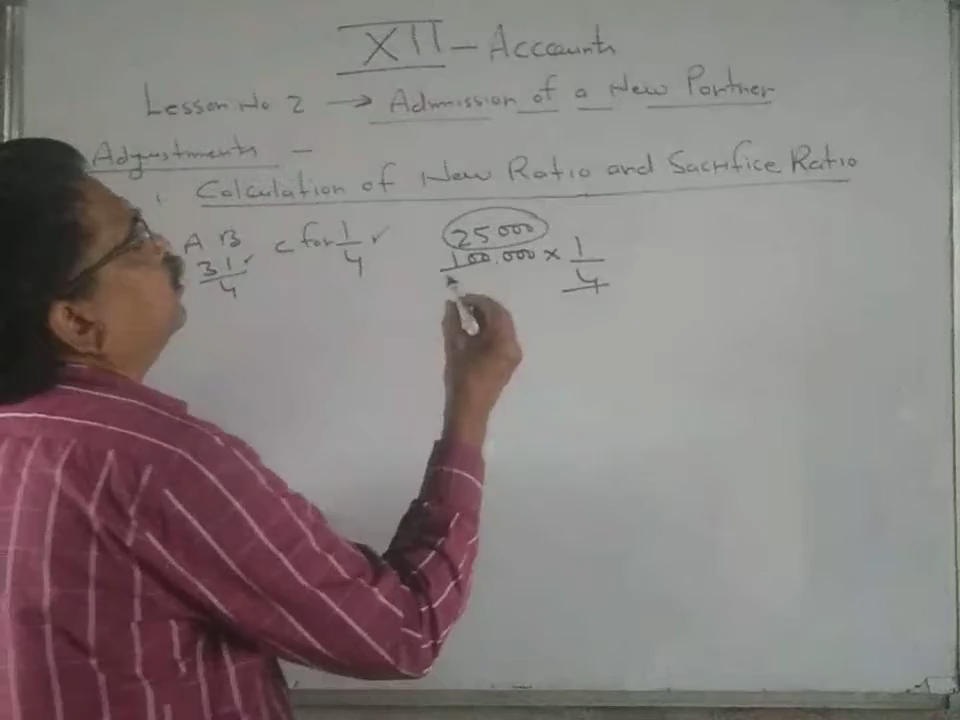 XII - Accounts
Lesson No 2 → Admission of a New Partner
Adjustments -
1. Calculation of New Ratio and Sacrifice Ratio
A B C for 1/4 ✓ 25000
3 1 ✓ 100.000 × 1/4
4